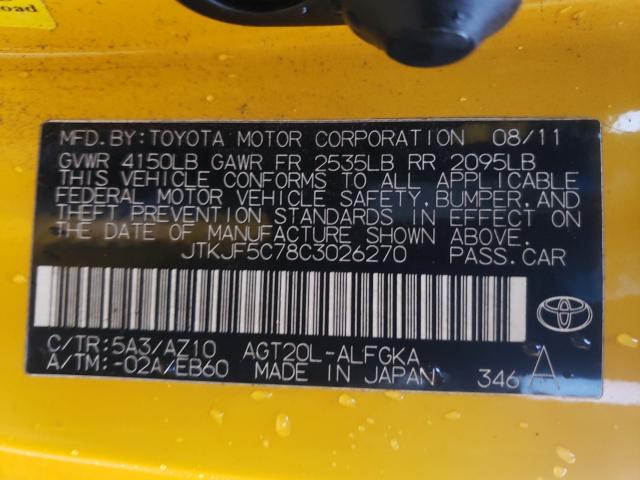 oad
MFD.BY:TOYOTA MOTOR CORPORATION 08/11
GVWR 4150LB GAWR FR 2535LB RR 2095LB
THIS VEHICLE CONFORMS TO ALL APPLICABLE
FEDERAL MOTOR VEHICLE SAFETY.BUMPER.AND
THEFT PREVENTION STANDARDS IN EFFECT ON
THE DATE OF MANUFACTURE SHOWN ABOVE.
JTKJF5C78C3026270 PASS.CAR
C/TR:5A3/AZ10 AGT20L-ALFGKA
A/TM:-02A/EB60 MADE IN JAPAN 346 A